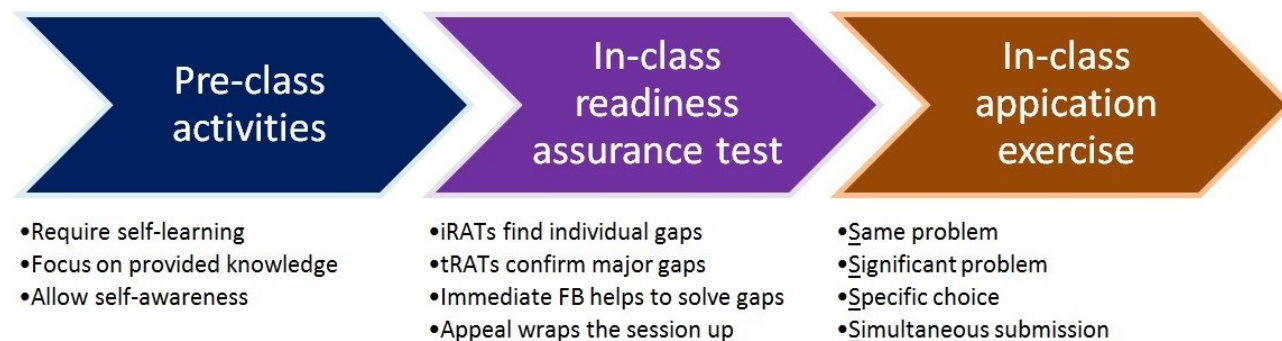 Pre-class
activities
In-class
readiness
assurance test
In-class
appication
exercise
•Require self-learning
•Focus on provided knowledge
•Allow self-awareness
•iRATs find individual gaps
•tRATs confirm major gaps
•Immediate FB helps to solve gaps
•Appeal wraps the session up
•Same problem
•Significant problem
•Specific choice
•Simultaneous submission